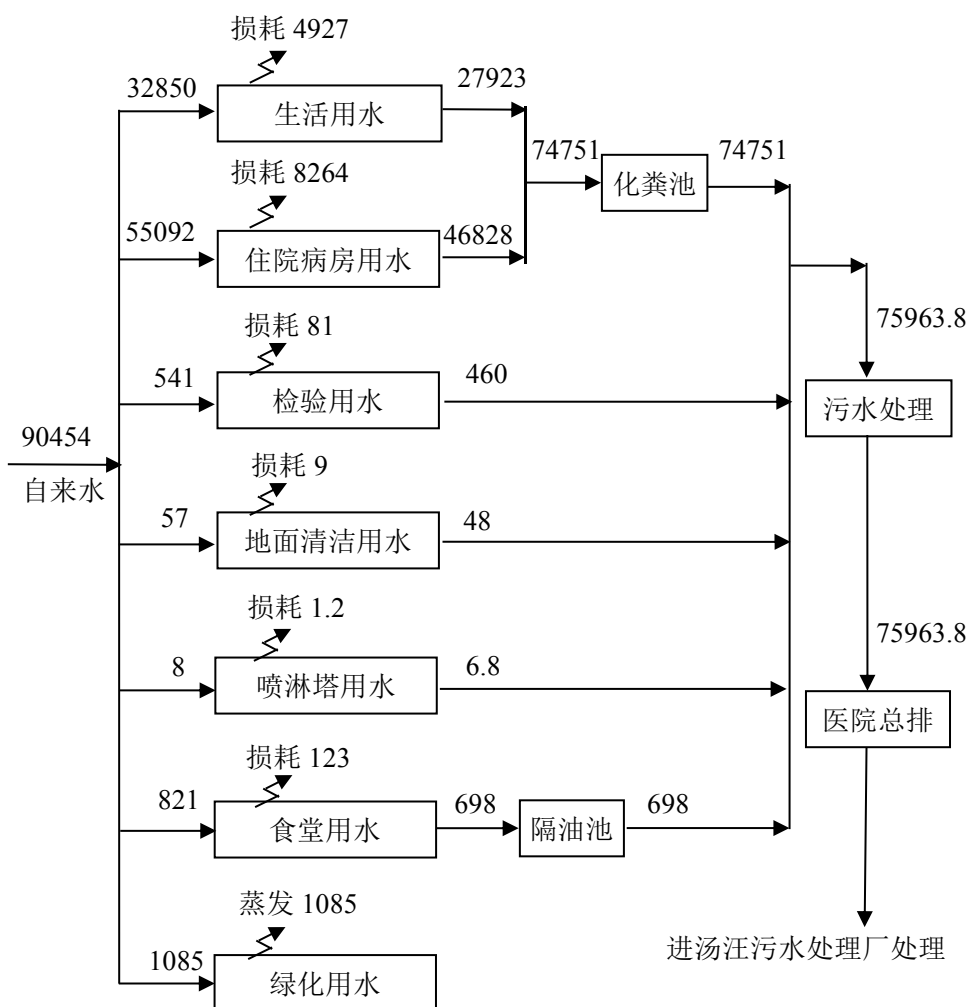 损耗 4927
32850
生活用水
27923
损耗 8264
55092
住院病房用水
46828
74751
化粪池
74751
75963.8
损耗 81
541
检验用水
460
污水处理
90454
自来水
损耗 9
57
地面清洁用水
48
损耗 1.2
8
喷淋塔用水
6.8
75963.8
医院总排
损耗 123
821
食堂用水
698
隔油池
698
蒸发 1085
1085
绿化用水
进汤汪污水处理厂处理